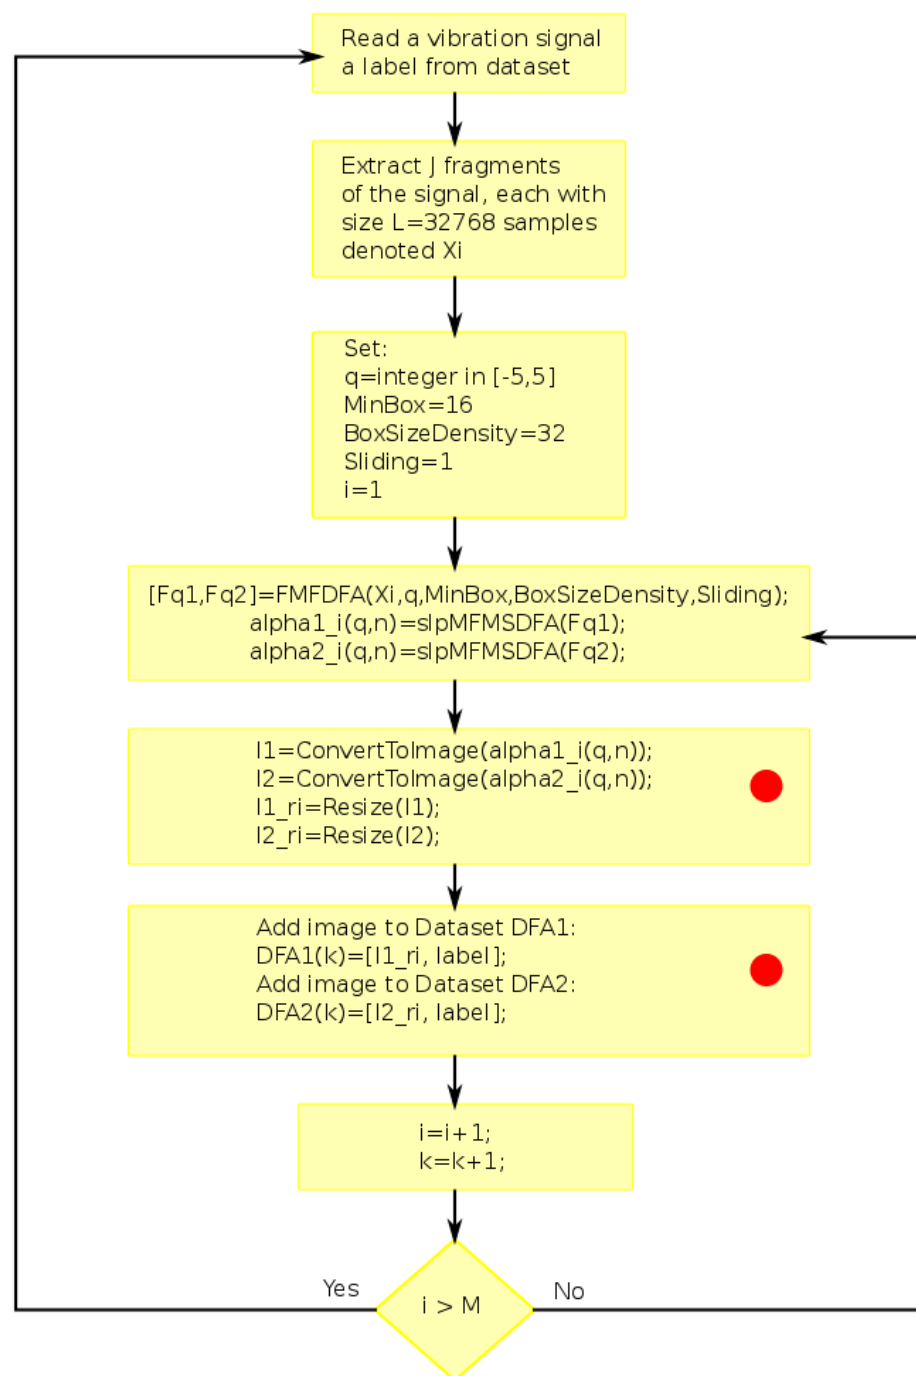 Read a vibration signal
a label from dataset
Extract J fragments
of the signal, each with
size L=32768 samples
denoted Xi
Set:
q=integer in [-5,5]
MinBox=16
BoxSizeDensity=32
Sliding=1
i=1
[Fq1,Fq2]=FMFDFA(Xi,q,MinBox,BoxSizeDensity,Sliding);
alpha1_i(q,n)=slpMFMSDFA(Fq1);
alpha2_i(q,n)=slpMFMSDFA(Fq2);
I1=ConvertToImage(alpha1_i(q,n));
I2=ConvertToImage(alpha2_i(q,n));
I1_ri=Resize(I1);
I2_ri=Resize(I2);
Add image to Dataset DFA1:
DFA1(k)=[I1_ri, label];
Add image to Dataset DFA2:
DFA2(k)=[I2_ri, label];
i=i+1;
k=k+1;
Yes
i > M
No